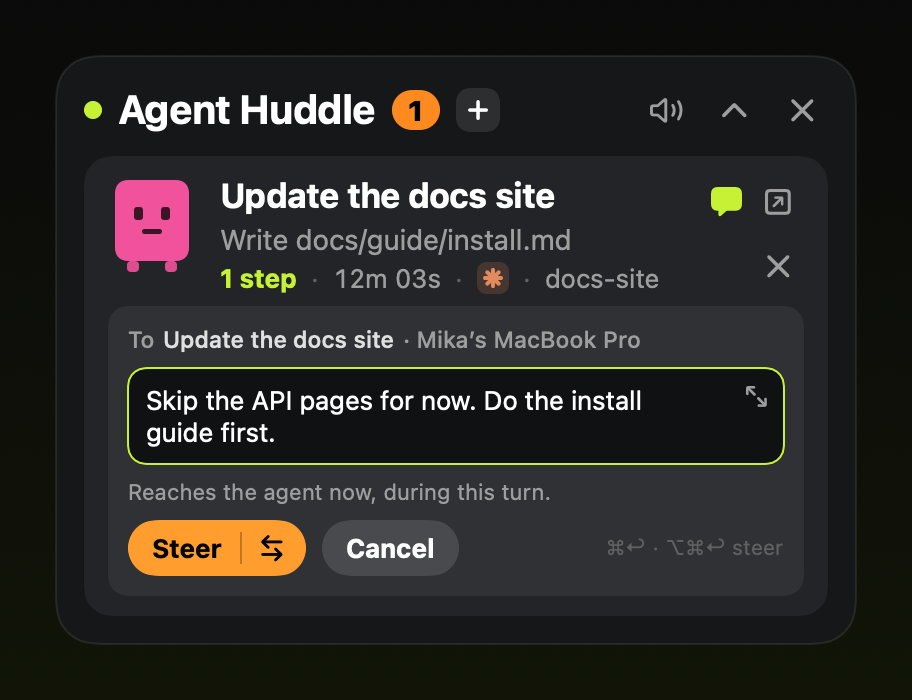 Agent Huddle 1 +
Update the docs site
Write docs/guide/install.md
1 step · 12m 03s · · docs-site
To Update the docs site · Mika’s MacBook Pro
Skip the API pages for now. Do the install
guide first.
Reaches the agent now, during this turn.
Steer Cancel ⌘↩ · ⌥⌘↩ steer